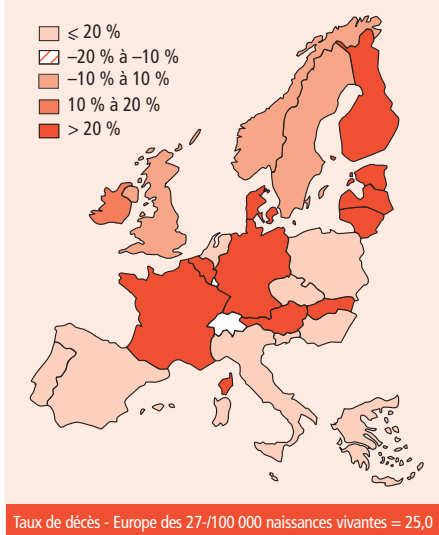 ⩽ 20 %
–20 % à –10 %
–10 % à 10 %
10 % à 20 %
> 20 %
Taux de décès - Europe des 27-/100 000 naissances vivantes = 25,0